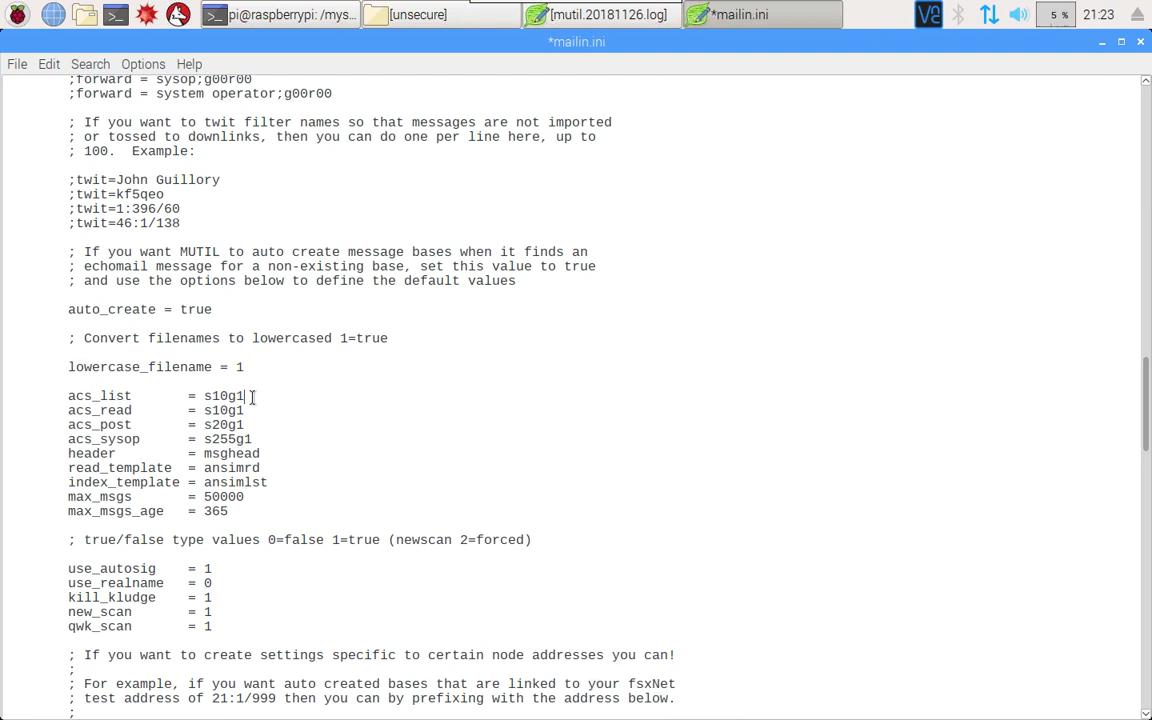 pi@raspberrypi: /mys...
[unsecure]
[mutil.20181126.log]
*mailin.ini
5 %
21:23
*mailin.ini
File Edit Search Options Help
;forward = sysop;g00r00
;forward = system operator;g00r00
; If you want to twit filter names so that messages are not imported
; or tossed to downlinks, then you can do one per line here, up to
; 100.  Example:
;twit=John Guillory
;twit=kf5qeo
;twit=1:396/60
;twit=46:1/138
; If you want MUTIL to auto create message bases when it finds an
; echomail message for a non-existing base, set this value to true
; and use the options below to define the default values
auto_create = true
; Convert filenames to lowercased 1=true
lowercase_filename = 1
acs_list       = s10g1
acs_read       = s10g1
acs_post       = s20g1
acs_sysop      = s255g1
header         = msghead
read_template  = ansimrd
index_template = ansimlst
max_msgs       = 50000
max_msgs_age   = 365
; true/false type values 0=false 1=true (newscan 2=forced)
use_autosig    = 1
use_realname   = 0
kill_kludge    = 1
new_scan       = 1
qwk_scan       = 1
; If you want to create settings specific to certain node addresses you can!
;
; For example, if you want auto created bases that are linked to your fsxNet
; test address of 21:1/999 then you can by prefixing with the address below.
;